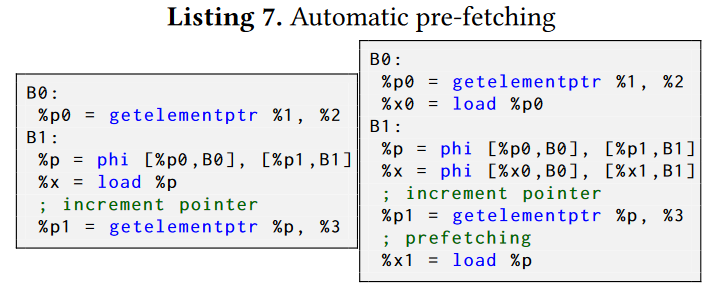 Listing 7. Automatic pre-fetching
B0:
%p0 = getelementptr %1, %2
B1:
%p = phi [%p0,B0], [%p1,B1]
%x = load %p
; increment pointer
%p1 = getelementptr %p, %3
B0:
%p0 = getelementptr %1, %2
%x0 = load %p0
B1:
%p = phi [%p0,B0], [%p1,B1]
%x = phi [%x0,B0], [%x1,B1]
; increment pointer
%p1 = getelementptr %p, %3
; prefetching
%x1 = load %p